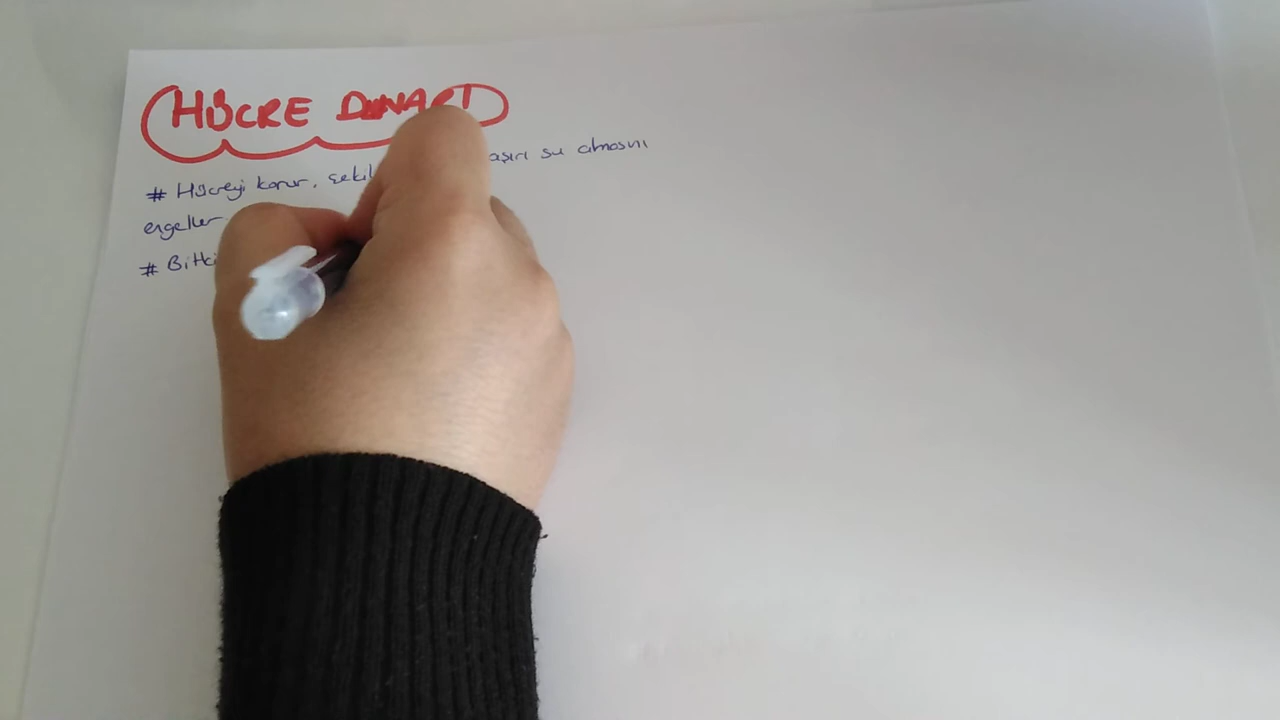 HÜCRE DUVARI
# Hücreyi korur, şekil aşırı su almasını
engeller.
# Bitki